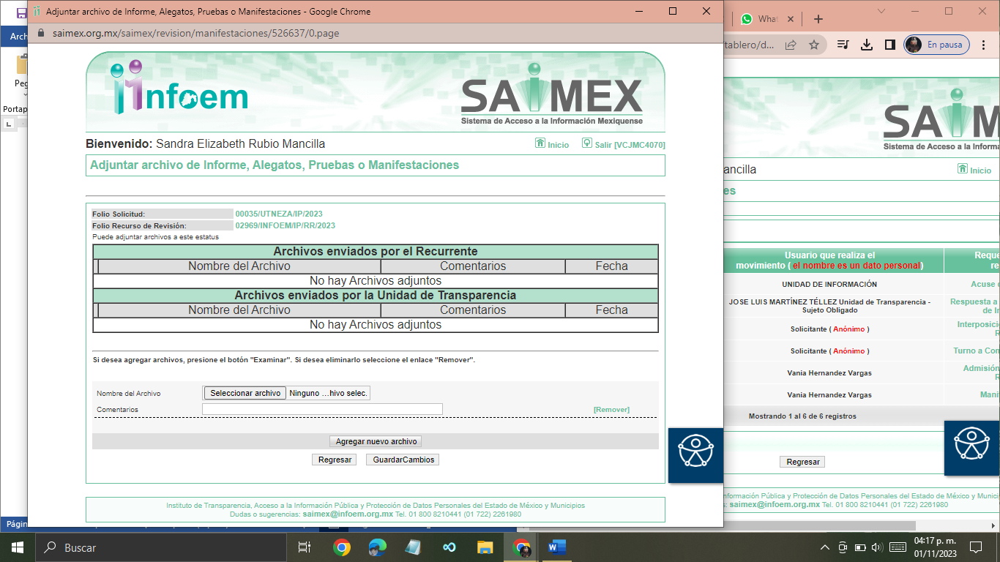 Adjuntar archivo de Informe, Alegatos, Pruebas o Manifestaciones - Google Chrome
saimex.org.mx/saimex/revision/manifestaciones/526637/0.page
Arch
Peg
Portap
Página
infoem
SAIMEX
Sistema de Acceso a la Información Mexiquense
Bienvenido: Sandra Elizabeth Rubio Mancilla
Inicio
Salir [VCJMC4070]
Adjuntar archivo de Informe, Alegatos, Pruebas o Manifestaciones
Folio Solicitud: 00035/UTNEZA/IP/2023
Folio Recurso de Revisión: 02969/INFOEM/IP/RR/2023
Puede adjuntar archivos a este estatus
Archivos enviados por el Recurrente
Nombre del Archivo Comentarios Fecha
No hay Archivos adjuntos
Archivos enviados por la Unidad de Transparencia
Nombre del Archivo Comentarios Fecha
No hay Archivos adjuntos
Si desea agregar archivos, presione el botón "Examinar". Si desea eliminarlo seleccione el enlace "Remover".
Nombre del Archivo Seleccionar archivo Ninguno ...hivo selec.
Comentarios [Remover]
Agregar nuevo archivo
Regresar GuardarCambios
Instituto de Transparencia, Acceso a la Información Pública y Protección de Datos Personales del Estado de México y Municipios
Dudas o sugerencias: saimex@infoem.org.mx Tel. 01 800 8210441 (01 722) 2261980
What
tablero/d...
En pausa
SAIM
Sistema de Acceso a la Informa
ancilla
Inicio
es
Usuario que realiza el
movimiento ( el nombre es un dato personal)
Reque
re
UNIDAD DE INFORMACIÓN
Acuse d
JOSE LUIS MARTÍNEZ TÉLLEZ Unidad de Transparencia -
Sujeto Obligado
Respuesta a
de In
Solicitante ( Anónimo )
Interposició
R
Solicitante ( Anónimo )
Turno a Com
Vania Hernandez Vargas
Admisión
R
Vania Hernandez Vargas
Mani
Mostrando 1 al 6 de 6 registros
Regresar
nformación Pública y Protección de Datos Personales del Estado de México y Municip
s: saimex@infoem.org.mx Tel. 01 800 8210441 (01 722) 2261980
Buscar
04:17 p. m.
01/11/2023